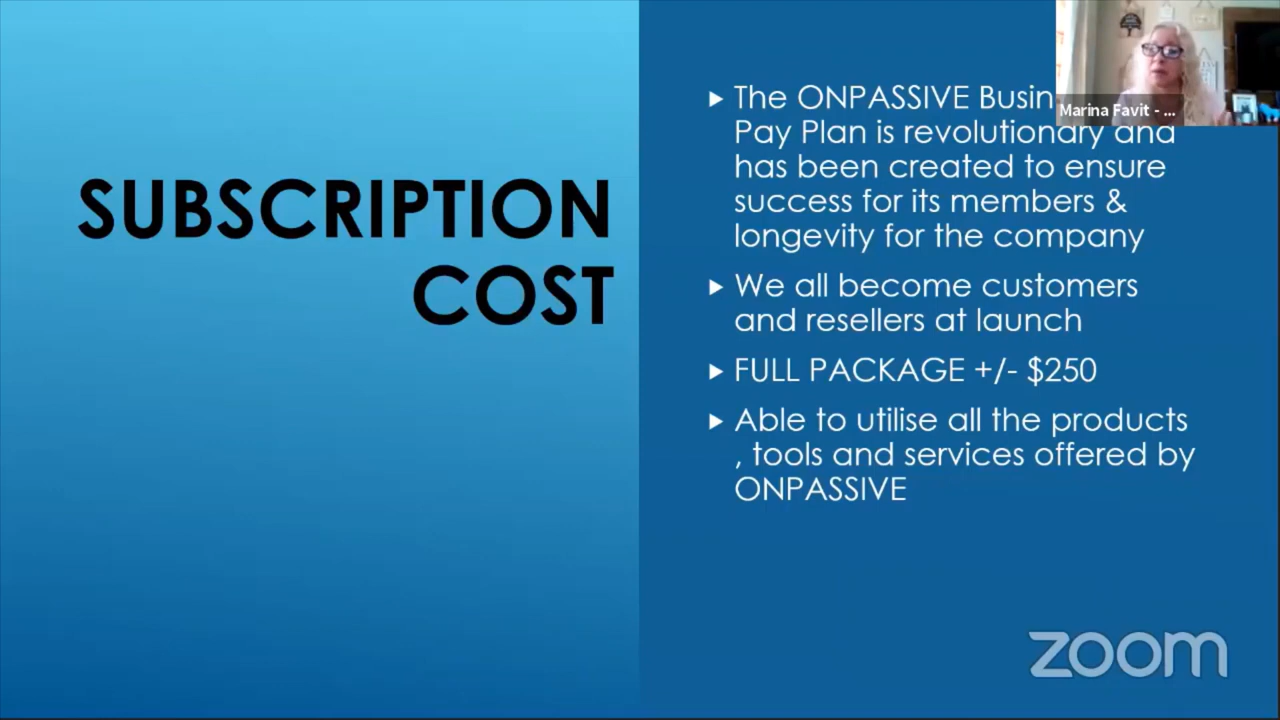 SUBSCRIPTION
COST
The ONPASSIVE Busin
Pay Plan is revolutionary and
has been created to ensure
success for its members &
longevity for the company
We all become customers
and resellers at launch
FULL PACKAGE +/- $250
Able to utilise all the products
, tools and services offered by
ONPASSIVE
Marina Favit - ...
zoom